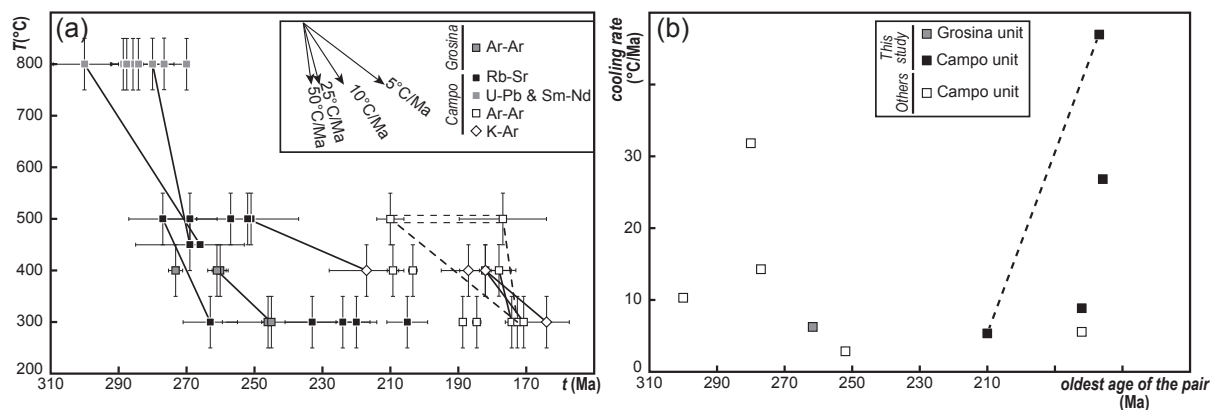 (a)
T(°C)
800
700
600
500
400
300
200
310
290
270
250
230
210
190
170
t (Ma)
50°C/Ma
25°C/Ma
10°C/Ma
5°C/Ma
Grosina
Ar-Ar
Campo
Rb-Sr
U-Pb & Sm-Nd
Ar-Ar
K-Ar
(b)
cooling rate
(°C/Ma)
40
30
20
10
0
310
290
270
250
230
210
oldest age of the pair
(Ma)
This
study
Grosina unit
Campo unit
Others
Campo unit